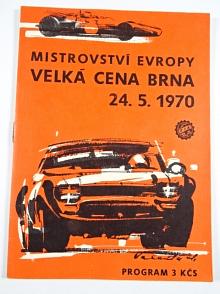 MISTROVSTVÍ EVROPY
VELKÁ CENA BRNA
24. 5. 1970
PROGRAM 3 KČS